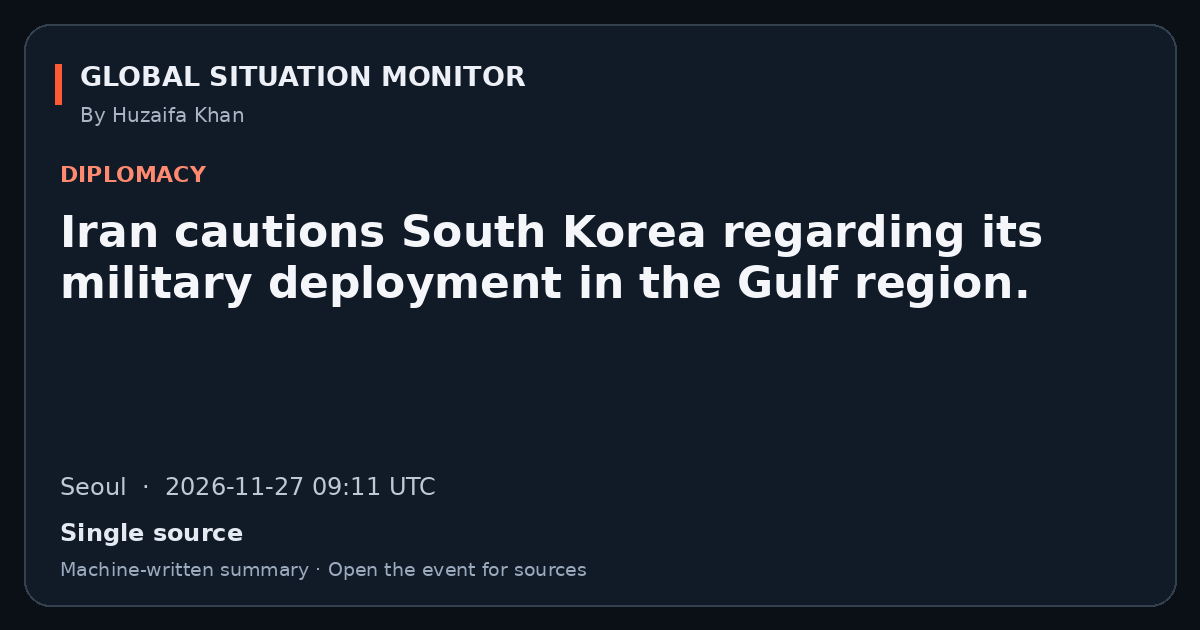 GLOBAL SITUATION MONITOR
By Huzaifa Khan
DIPLOMACY
Iran cautions South Korea regarding its
military deployment in the Gulf region.
Seoul · 2026-11-27 09:11 UTC
Single source
Machine-written summary · Open the event for sources